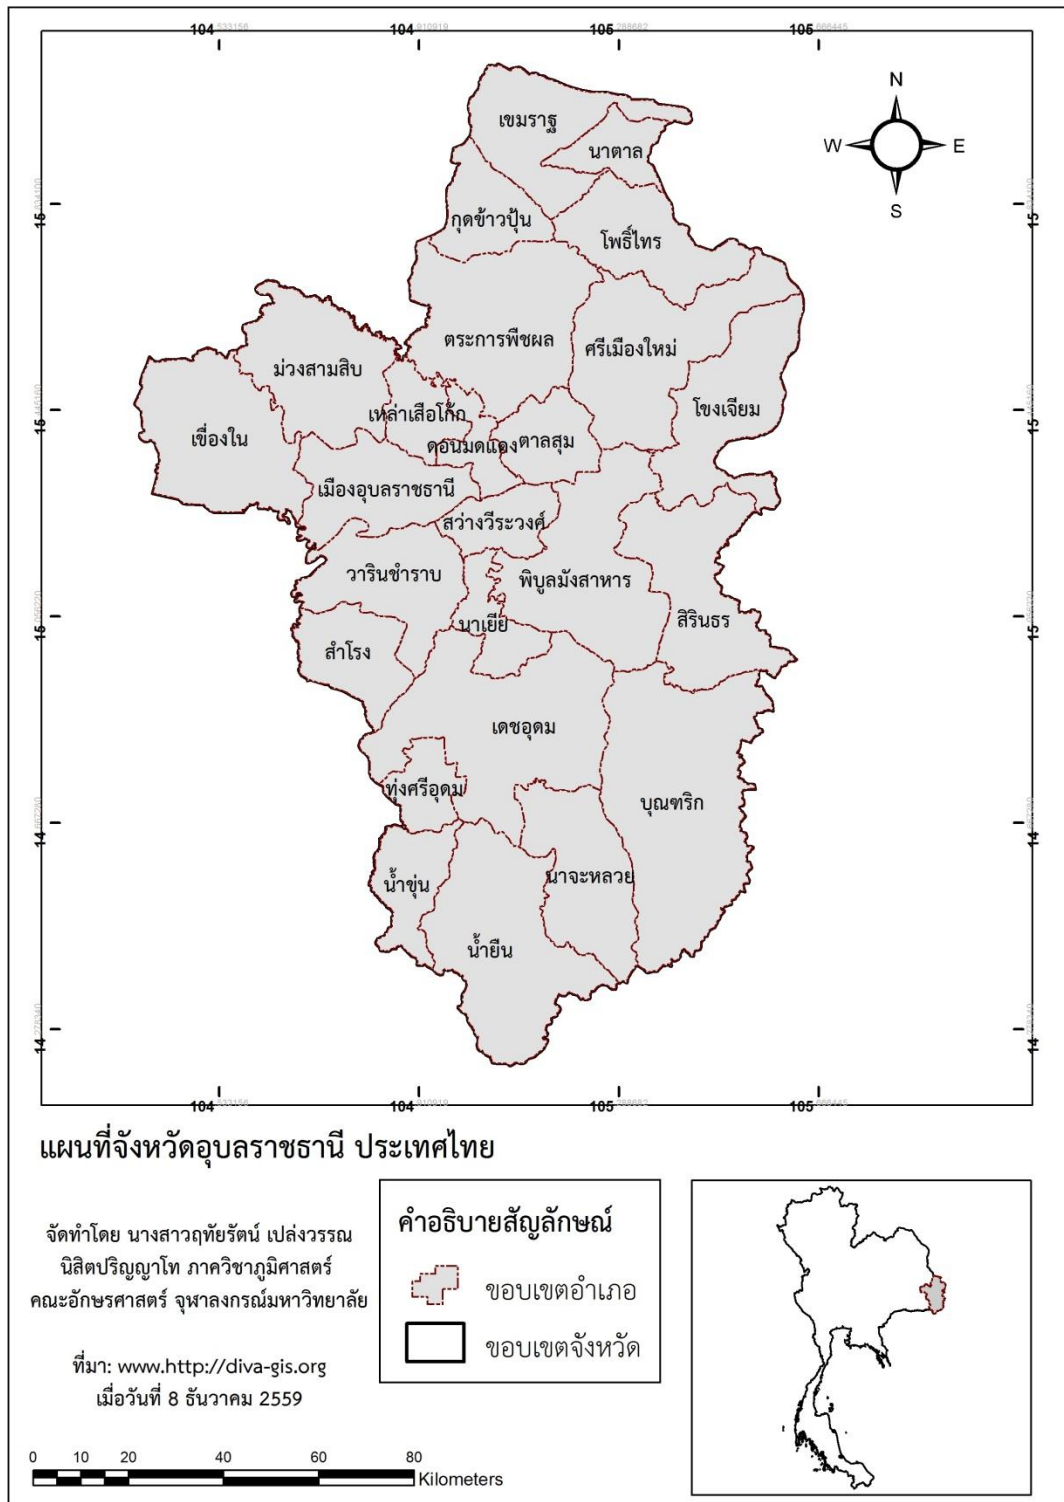 104.533156 104.910919 105.288682 105.666445
N
W E
S
เขมราฐ
นาตาล
กุดข้าวปุ้น
โพธิ์ไทร
ตระการพืชผล
ศรีเมืองใหม่
ม่วงสามสิบ
เหล่าเสือโก้ก
โขงเจียม
เขื่องใน
ดอนมดแดง
ตาลสุม
เมืองอุบลราชธานี
สว่างวีระวงศ์
วารินชำราบ
พิบูลมังสาหาร
นาเยีย
สิรินธร
สำโรง
เดชอุดม
ทุ่งศรีอุดม
บุณฑริก
น้ำขุ่น
นาจะหลวย
น้ำยืน
104.533156 104.910919 105.288682 105.666445
แผนที่จังหวัดอุบลราชธานี ประเทศไทย
จัดทำโดย นางสาวฤทัยรัตน์ เปล่งวรรณ
นิสิตปริญญาโท ภาควิชาภูมิศาสตร์
คณะอักษรศาสตร์ จุฬาลงกรณ์มหาวิทยาลัย
ที่มา: www.http://diva-gis.org
เมื่อวันที่ 8 ธันวาคม 2559
คำอธิบายสัญลักษณ์
ขอบเขตอำเภอ
ขอบเขตจังหวัด
0 10 20 40 60 80
Kilometers